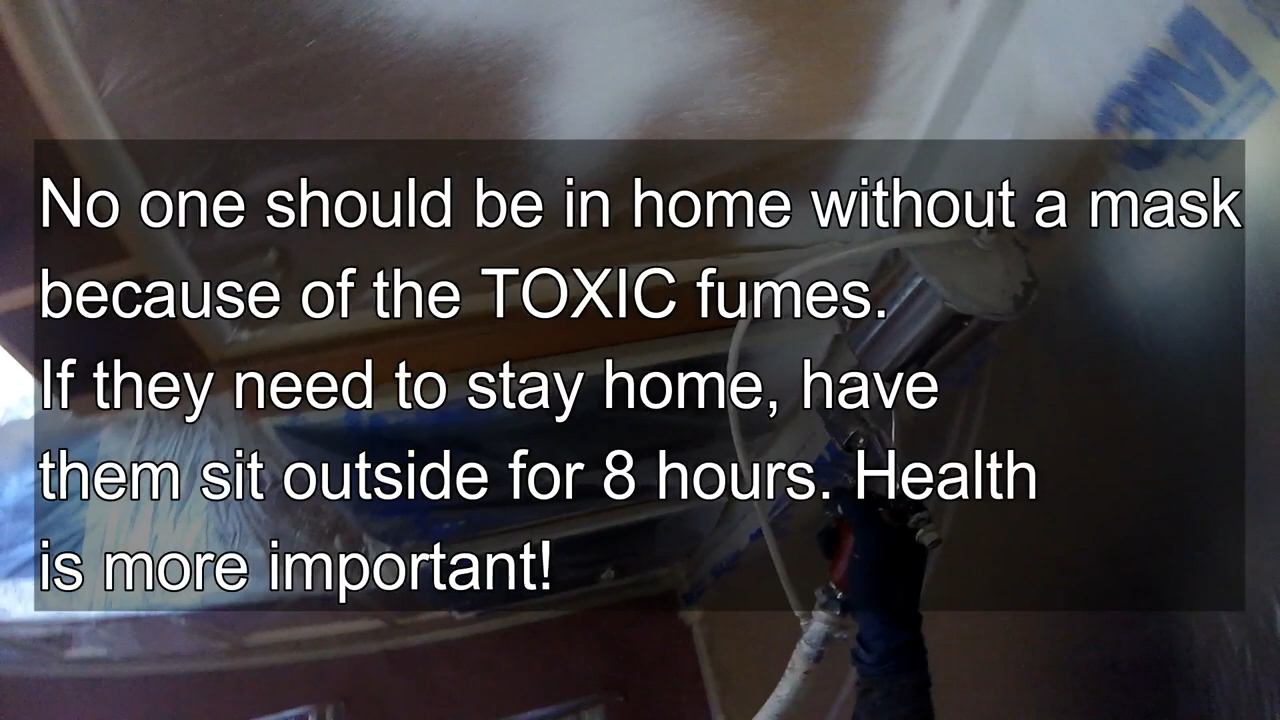 3M
No one should be in home without a mask
because of the TOXIC fumes.
If they need to stay home, have
them sit outside for 8 hours. Health
is more important!